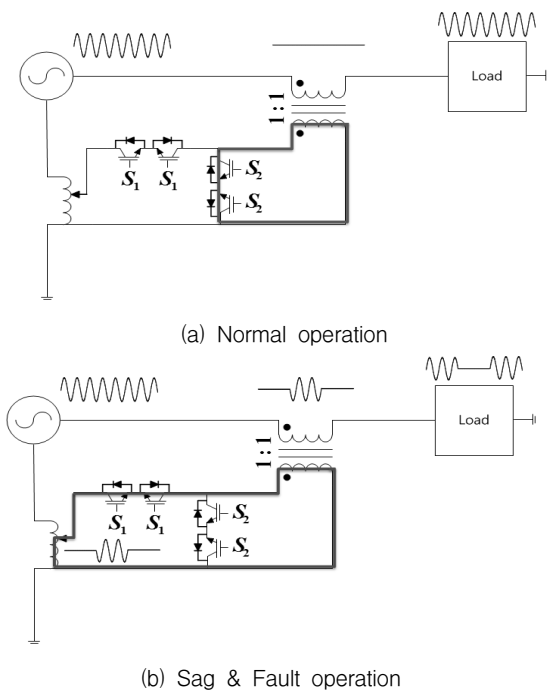 Load
1:1
S1 S1
S2
S2
(a) Normal operation
Load
1:1
S1 S1
S2
S2
(b) Sag & Fault operation